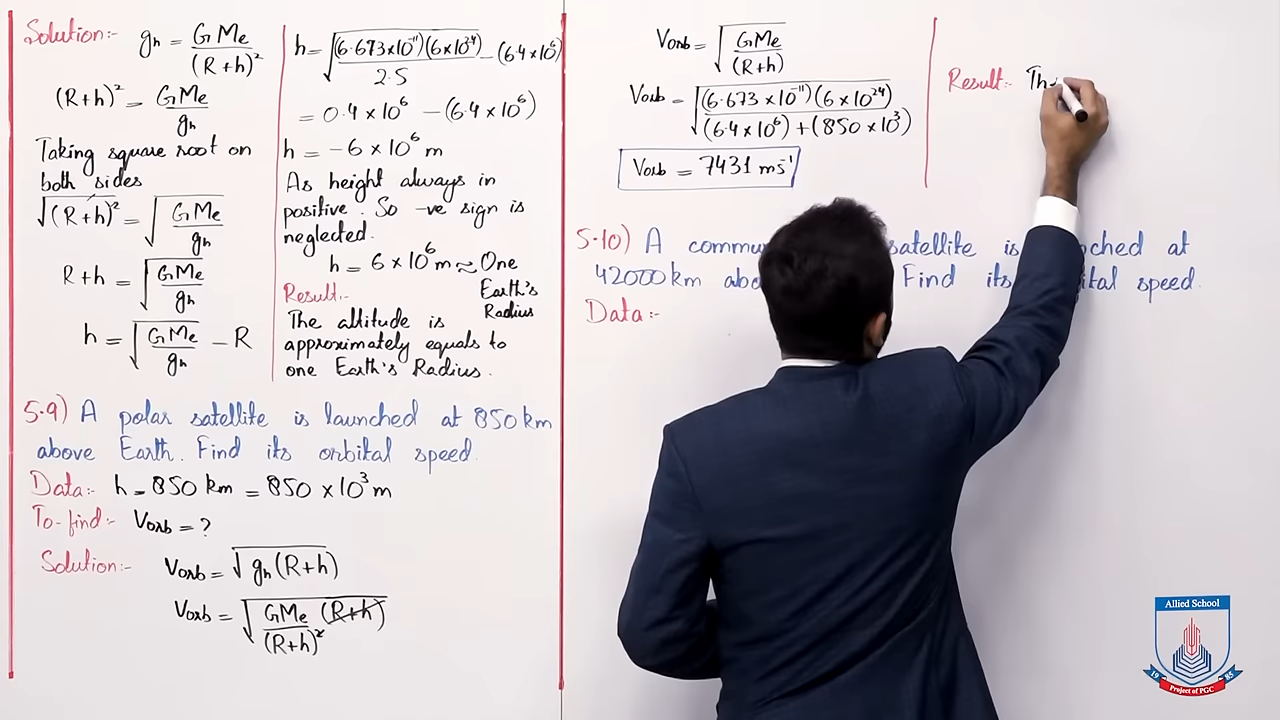 Solution:- gh = GMe / (R+h)²
(R+h)² = GMe / gh
Taking square root on
both sides
√(R+h)² = √(GMe / gh)
R+h = √(GMe / gh)
h = √(GMe / gh) - R
h = √((6.673×10⁻¹¹)(6×10²⁴) / 2.5) - (6.4×10⁶)
= 0.4×10⁶ - (6.4×10⁶)
h = -6×10⁶ m
As height always in
positive. So -ve sign is
neglected.
h = 6×10⁶ m ≈ One
Earth's
Radius
Result:-
The altitude is
approximately equals to
one Earth's Radius.
5.9) A polar satellite is launched at 850 km
above Earth. Find its orbital speed.
Data:- h = 850 km = 850 ×10³ m
To-find:- Vorb = ?
Solution:- Vorb = √gh(R+h)
Vorb = √(GMe (R+h) / (R+h)²)
Vorb = √(GMe / (R+h))
Vorb = √((6.673×10⁻¹¹)(6×10²⁴) / (6.4×10⁶)+(850×10³))
Vorb = 7431 ms⁻¹
Result:-
5.10) A satellite is at
42000 km Find its speed.
Data:-
Allied School
19 85
Project of PGC